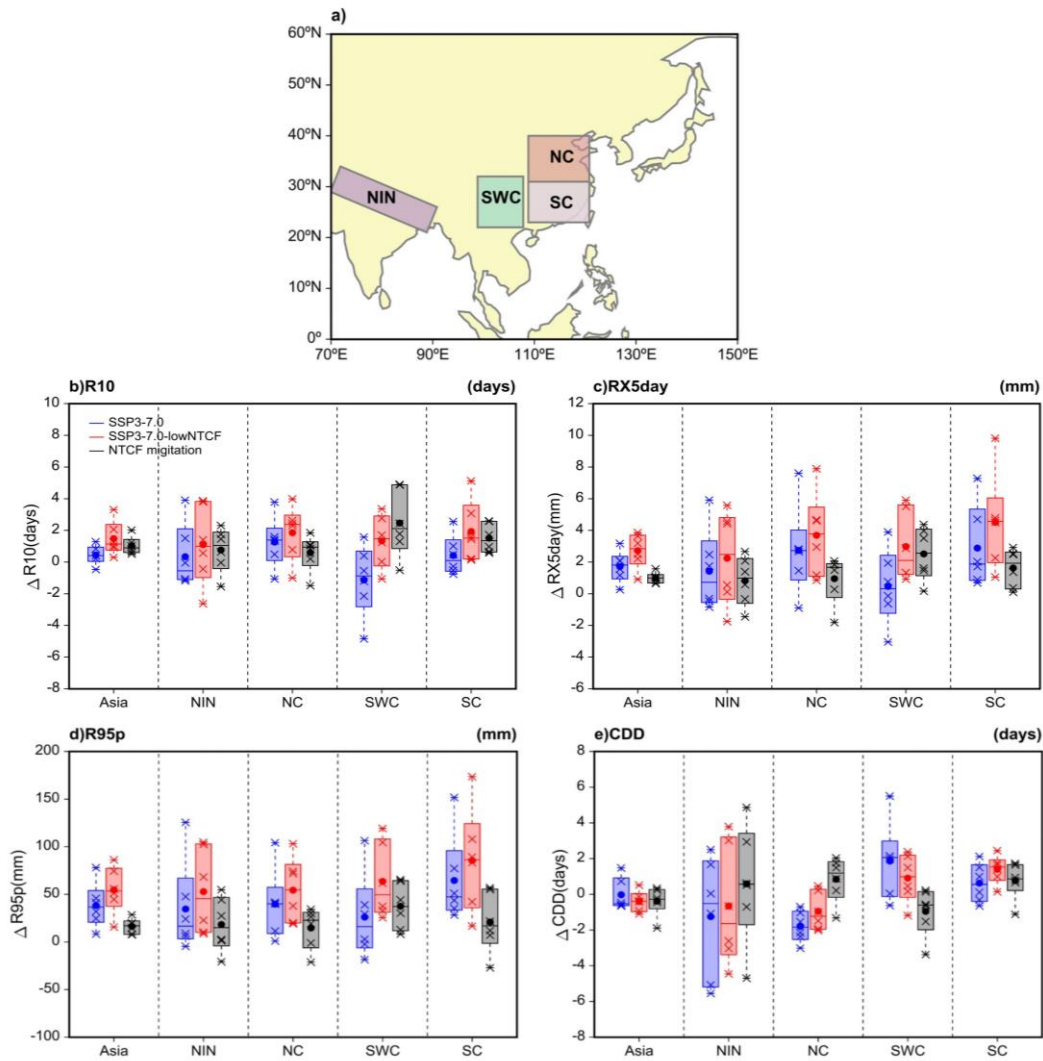 a)
60ºN
50ºN
40ºN
30ºN
20ºN
10ºN
0º
NC
NIN
SWC
SC
70ºE 90ºE 110ºE 130ºE 150ºE
b)R10 (days)
10
8
6
4
2
0
-2
-4
-6
-8
Δ R10(days)
SSP3-7.0
SSP3-7.0-lowNTCF
NTCF migitation
Asia NIN NC SWC SC
c)RX5day (mm)
12
10
8
6
4
2
0
-2
-4
-6
Δ RX5day(mm)
Asia NIN NC SWC SC
d)R95p (mm)
200
150
100
50
0
-50
-100
Δ R95p(mm)
Asia NIN NC SWC SC
e)CDD (days)
8
6
4
2
0
-2
-4
-6
-8
Δ CDD(days)
Asia NIN NC SWC SC